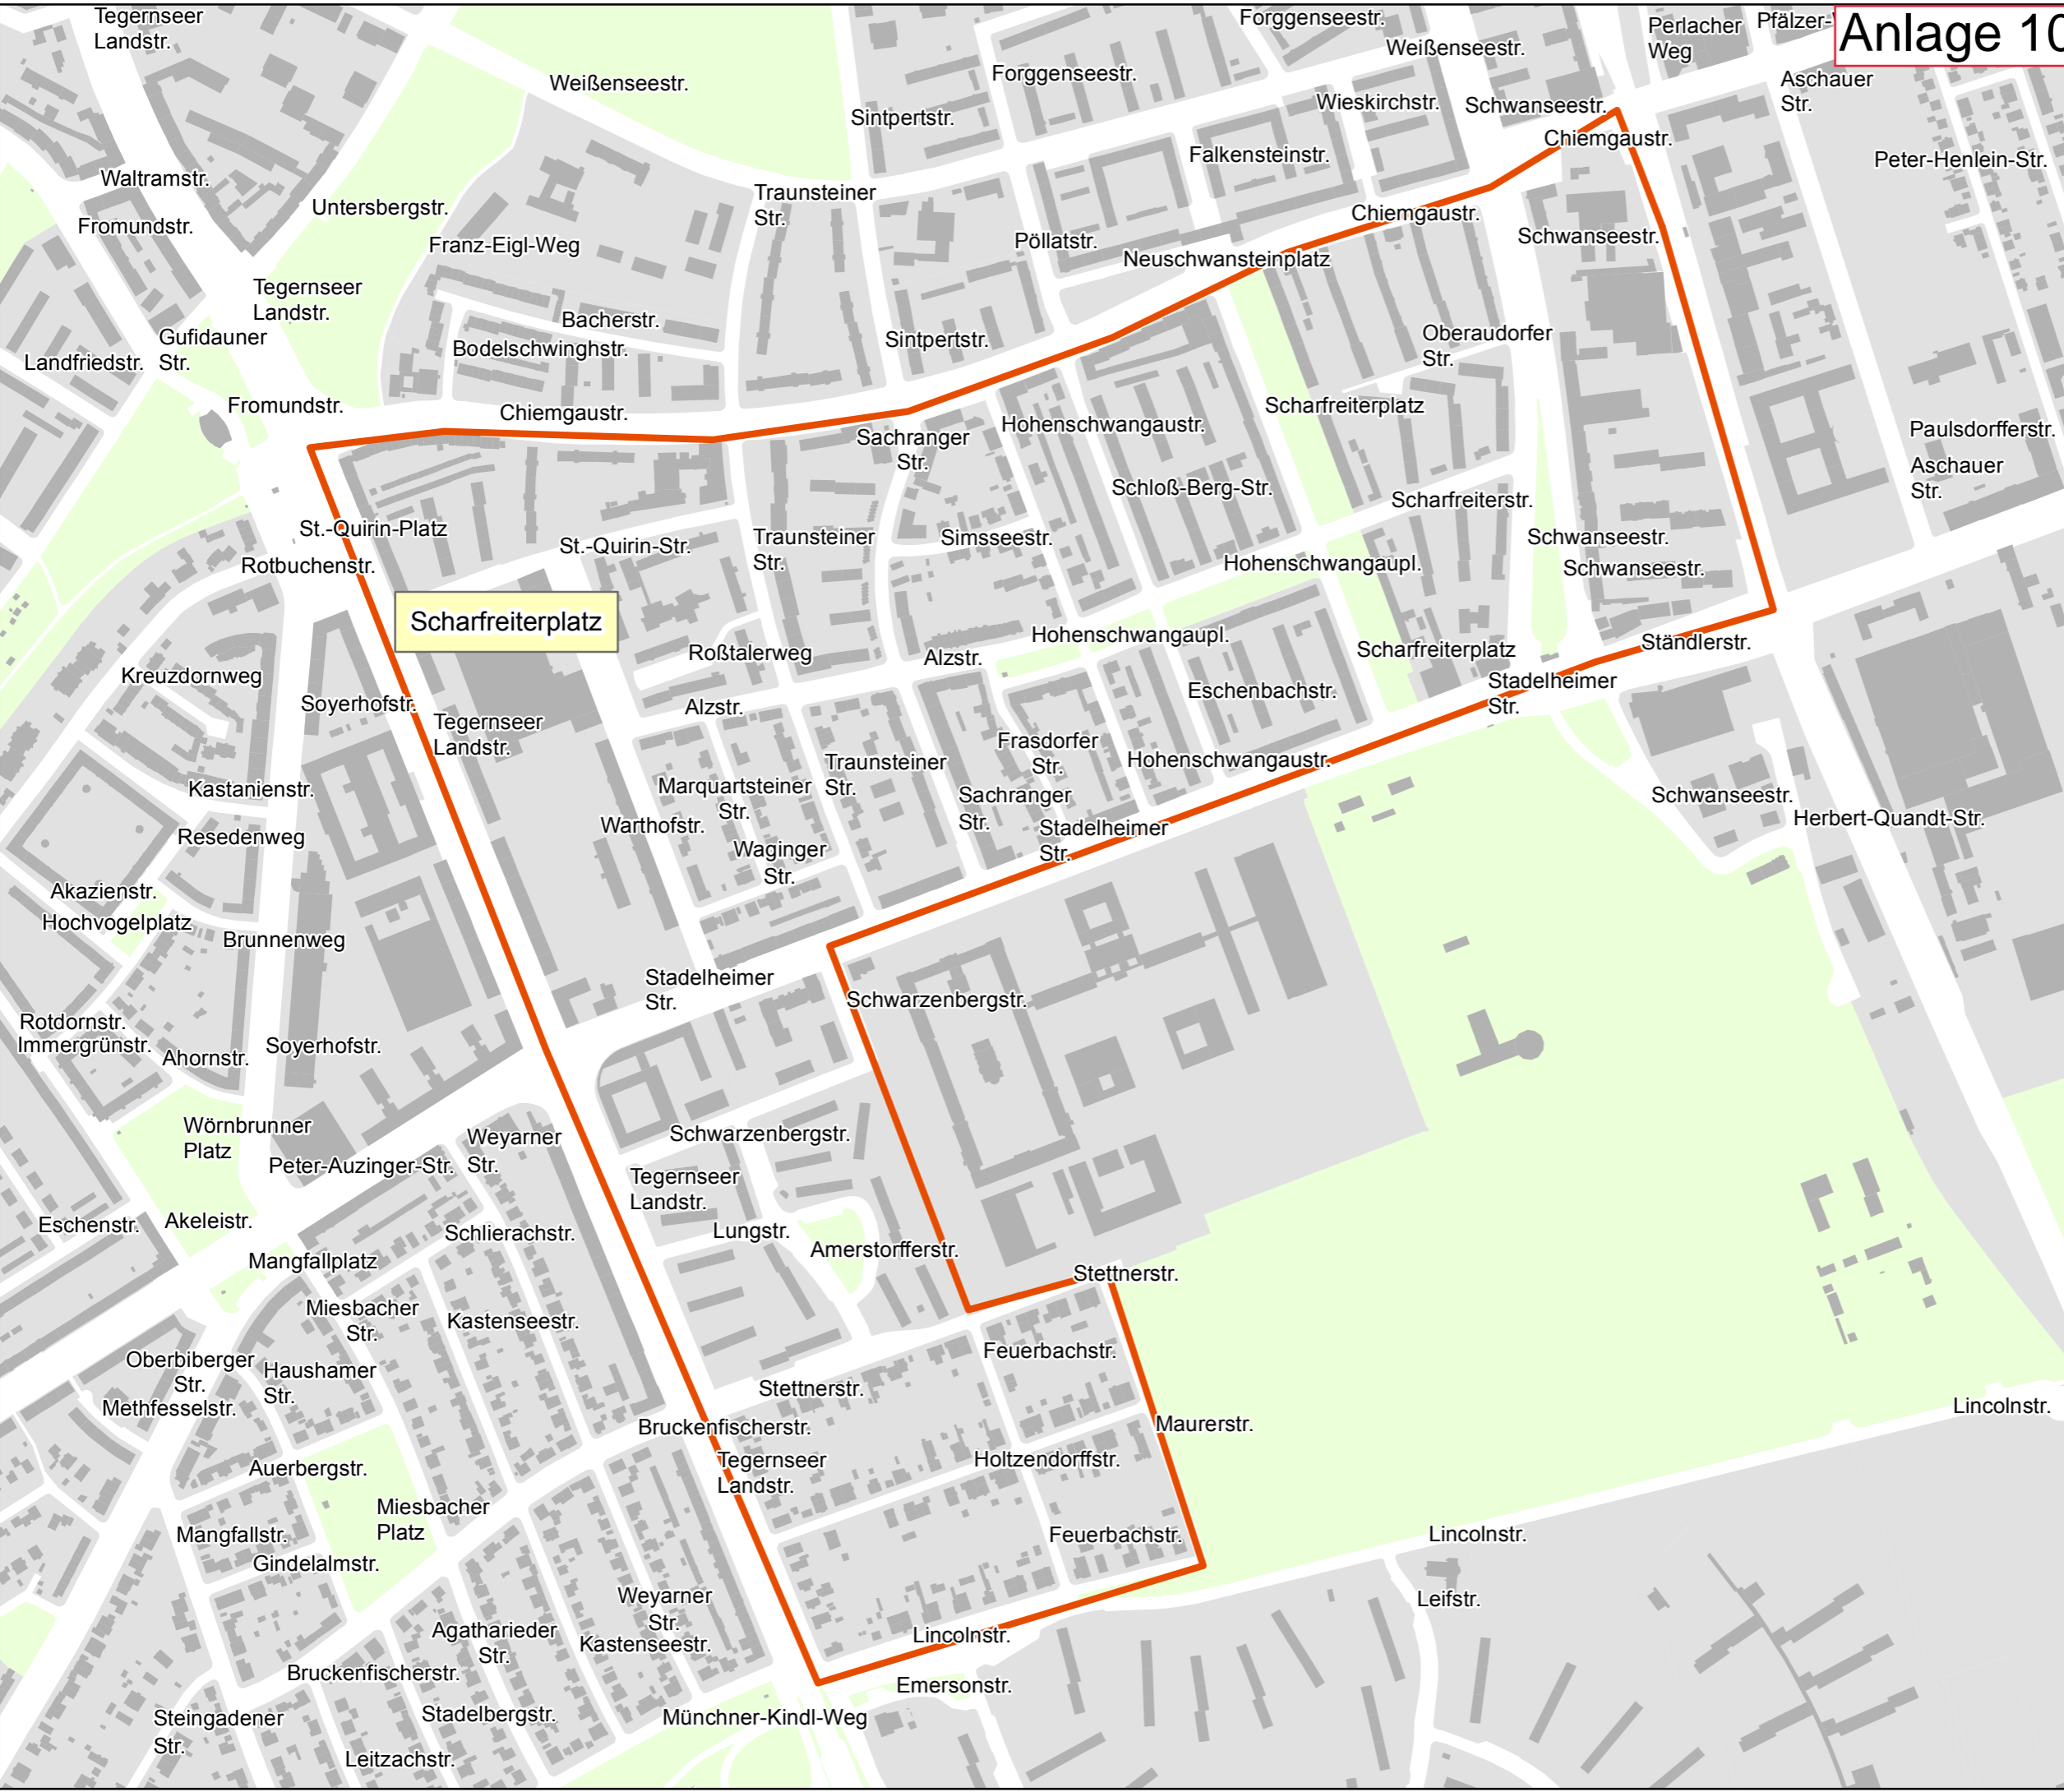 Tegernseer
Landstr.
Forggenseestr.
Perlacher
Weg
Pfälzer-
Anlage 10
Weißenseestr.
Weißenseestr.
Forggenseestr.
Aschauer
Str.
Wieskirchstr.
Schwanseestr.
Sintpertstr.
Chiemgaustr.
Falkensteinstr.
Peter-Henlein-Str.
Waltramstr.
Traunsteiner
Str.
Untersbergstr.
Chiemgaustr.
Fromundstr.
Franz-Eigl-Weg
Pöllatstr.
Schwanseestr.
Neuschwansteinplatz
Tegernseer
Landstr.
Bacherstr.
Gufidauner
Str.
Bodelschwinghstr.
Sintpertstr.
Oberaudorfer
Str.
Landfriedstr.
Fromundstr.
Chiemgaustr.
Scharfreiterplatz
Hohenschwangaustr.
Sachranger
Str.
Paulsdorfferstr.
Aschauer
Str.
Schloß-Berg-Str.
Scharfreiterstr.
St.-Quirin-Platz
St.-Quirin-Str.
Traunsteiner
Str.
Simsseestr.
Schwanseestr.
Rotbuchenstr.
Hohenschwangaupl.
Schwanseestr.
Scharfreiterplatz
Hohenschwangaupl.
Ständlerstr.
Roßtalerweg
Alzstr.
Scharfreiterplatz
Kreuzdornweg
Stadelheimer
Str.
Eschenbachstr.
Soyerhofstr.
Alzstr.
Tegernseer
Landstr.
Frasdorfer
Str.
Traunsteiner
Str.
Hohenschwangaustr.
Kastanienstr.
Marquartsteiner
Str.
Sachranger
Str.
Schwanseestr.
Herbert-Quandt-Str.
Resedenweg
Warthofstr.
Stadelheimer
Str.
Waginger
Str.
Akazienstr.
Hochvogelplatz
Brunnenweg
Stadelheimer
Str.
Schwarzenbergstr.
Rotdornstr.
Immergrünstr.
Ahornstr.
Soyerhofstr.
Wörnbrunner
Platz
Weyarner
Str.
Schwarzenbergstr.
Peter-Auzinger-Str.
Tegernseer
Landstr.
Eschenstr.
Akeleistr.
Schlierachstr.
Lungstr.
Amerstorfferstr.
Mangfallplatz
Stettnerstr.
Miesbacher
Str.
Kastenseestr.
Feuerbachstr.
Oberbiberger
Str.
Haushamer
Str.
Stettnerstr.
Methfesselstr.
Lincolnstr.
Bruckenfischerstr.
Maurerstr.
Auerbergstr.
Tegernseer
Landstr.
Holtzendorffstr.
Miesbacher
Platz
Mangfallstr.
Feuerbachstr.
Lincolnstr.
Gindelalmstr.
Weyarner
Str.
Leifstr.
Agatharieder
Str.
Kastenseestr.
Lincolnstr.
Bruckenfischerstr.
Emersonstr.
Steingadener
Str.
Stadelbergstr.
Münchner-Kindl-Weg
Leitzachstr.